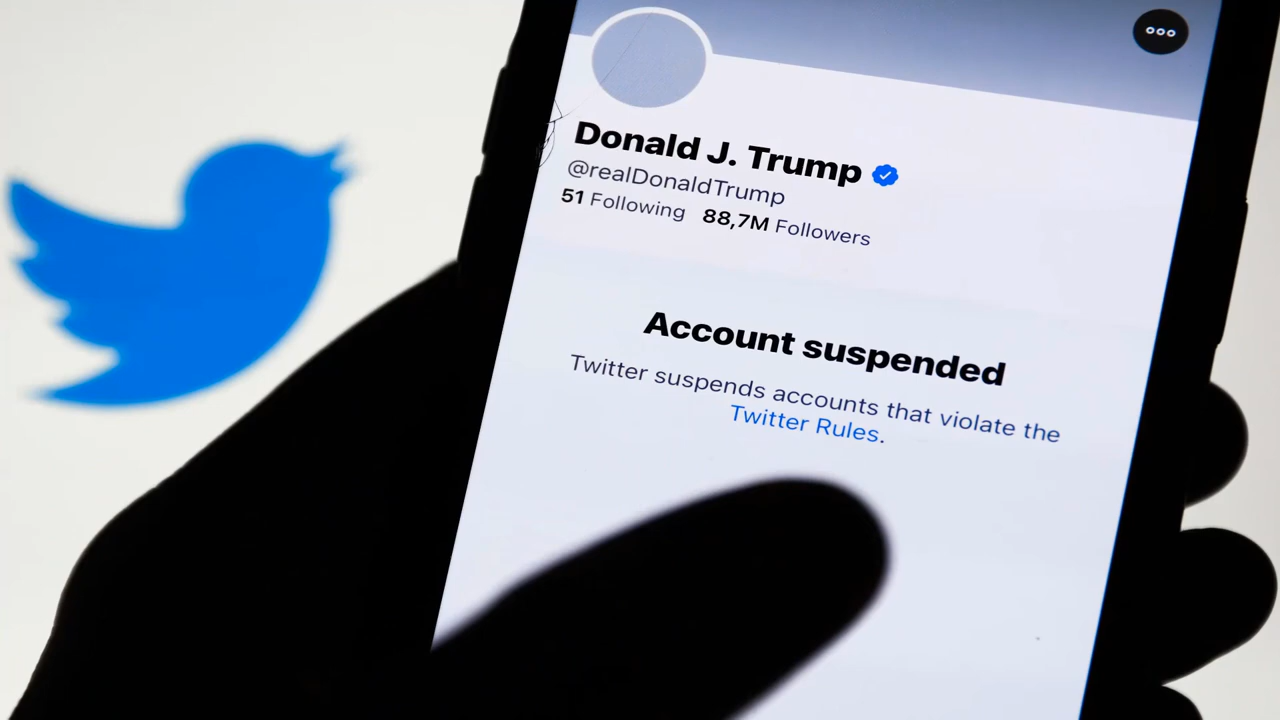 Donald J. Trump
@realDonaldTrump
51 Following 88,7M Followers
Account suspended
Twitter suspends accounts that violate the
Twitter Rules.